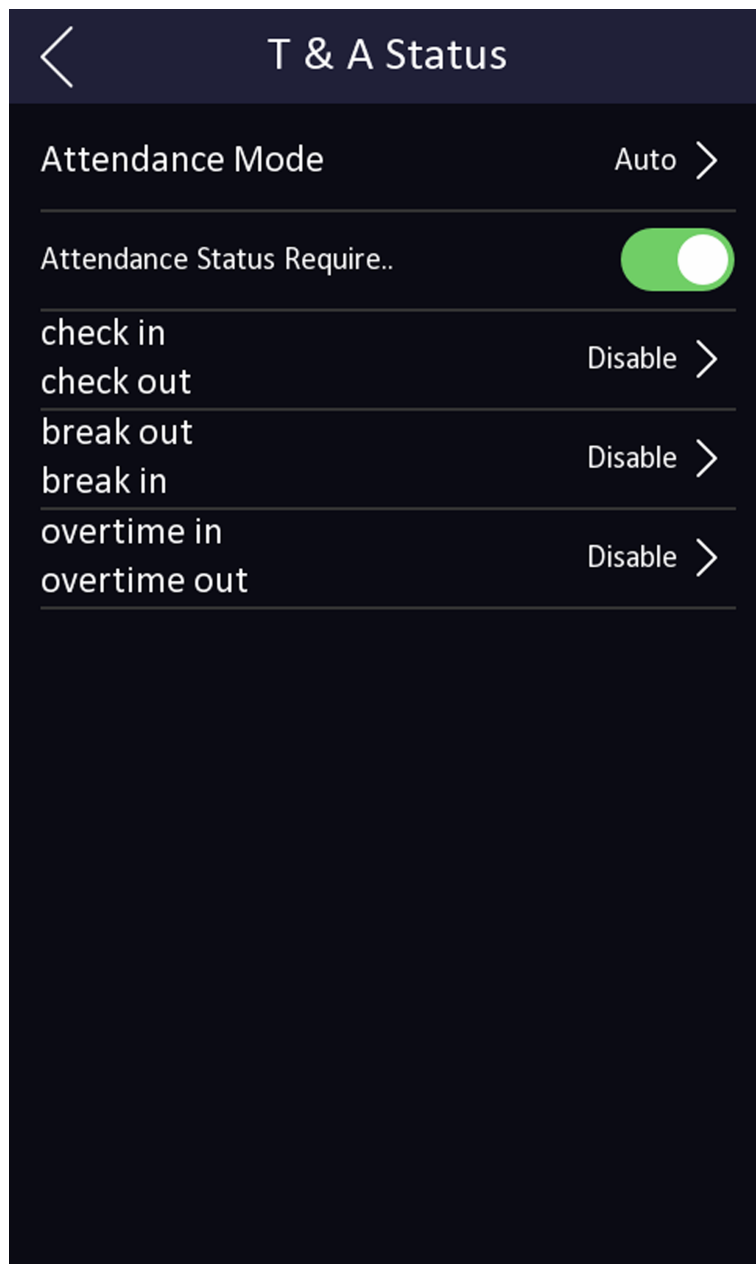 T & A Status
Attendance Mode Auto
Attendance Status Require..
check in
check out
Disable
break out
break in
Disable
overtime in
overtime out
Disable